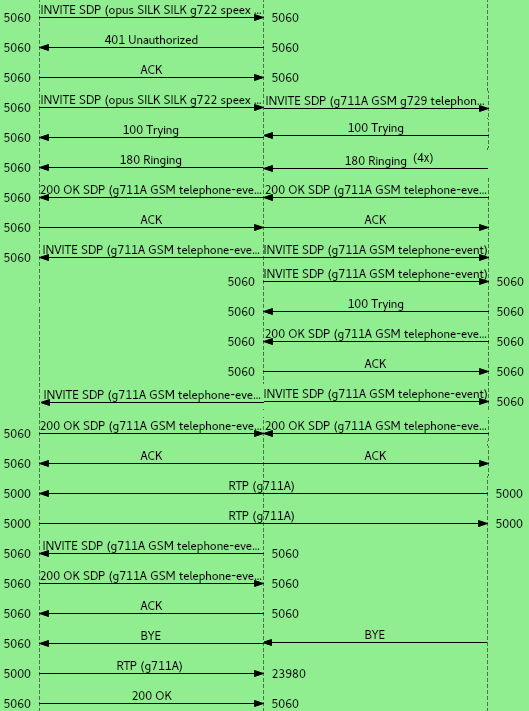 5060 INVITE SDP (opus SILK SILK g722 speex ... 5060
5060 401 Unauthorized 5060
5060 ACK 5060
5060 INVITE SDP (opus SILK SILK g722 speex ... INVITE SDP (g711A GSM g729 telephon...
5060 100 Trying 100 Trying
5060 180 Ringing 180 Ringing (4x)
5060 200 OK SDP (g711A GSM telephone-eve... 200 OK SDP (g711A GSM telephone-eve...
5060 ACK ACK
5060 INVITE SDP (g711A GSM telephone-eve... INVITE SDP (g711A GSM telephone-event)
5060 INVITE SDP (g711A GSM telephone-event) 5060
5060 100 Trying 5060
5060 200 OK SDP (g711A GSM telephone-eve... 5060
5060 ACK 5060
INVITE SDP (g711A GSM telephone-eve... INVITE SDP (g711A GSM telephone-event) 5060
5060 200 OK SDP (g711A GSM telephone-eve... 200 OK SDP (g711A GSM telephone-eve...
5060 ACK ACK
5000 RTP (g711A) 5000
5000 RTP (g711A) 5000
5060 INVITE SDP (g711A GSM telephone-eve... 5060
5060 200 OK SDP (g711A GSM telephone-eve... 5060
5060 ACK 5060
5060 BYE BYE
5000 RTP (g711A) 23980
5060 200 OK 5060